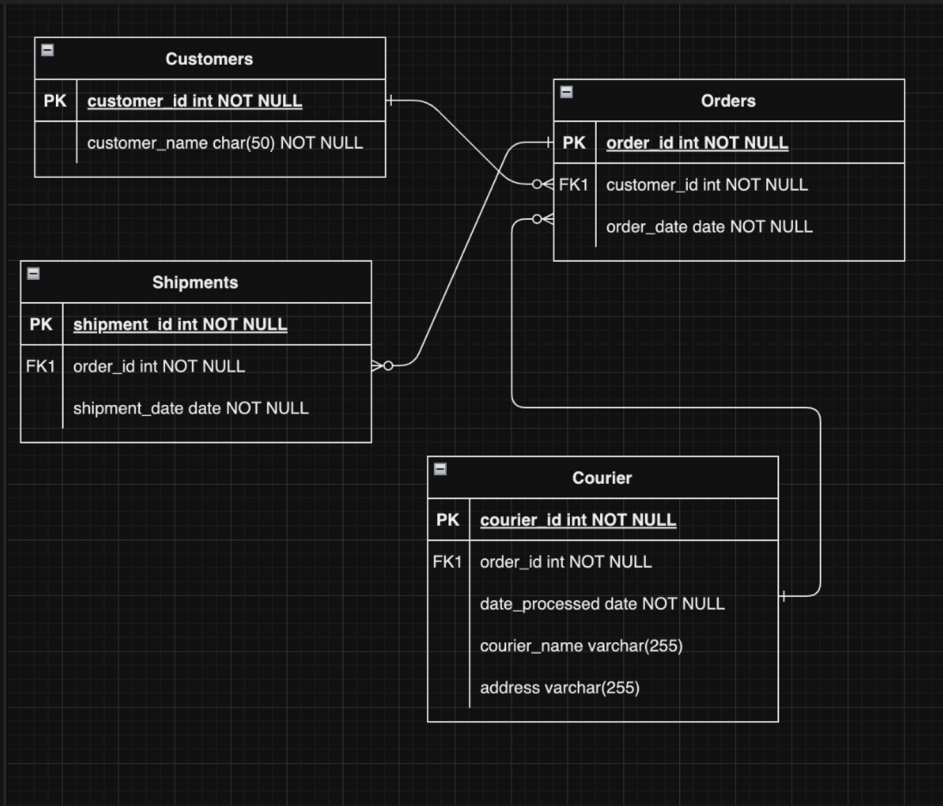 Customers
PK customer_id int NOT NULL
customer_name char(50) NOT NULL
Orders
PK order_id int NOT NULL
FK1 customer_id int NOT NULL
order_date date NOT NULL
Shipments
PK shipment_id int NOT NULL
FK1 order_id int NOT NULL
shipment_date date NOT NULL
Courier
PK courier_id int NOT NULL
FK1 order_id int NOT NULL
date_processed date NOT NULL
courier_name varchar(255)
address varchar(255)